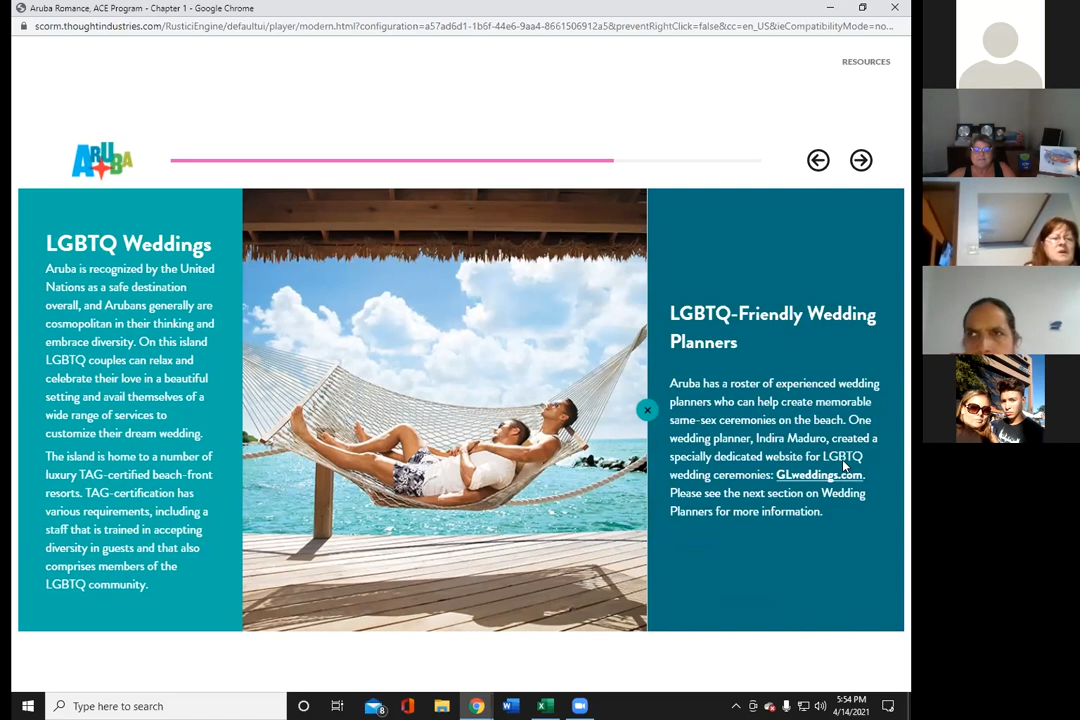 Aruba Romance, ACE Program - Chapter 1 - Google Chrome
scorm.thoughtindustries.com/RusticiEngine/defaultui/player/modern.html?configuration=a57ad6d1-1b6f-44e6-9aa4-8661506912a5&preventRightClick=false&cc=en_US&ieCompatibilityMode=no...
RESOURCES
ARUBA
LGBTQ Weddings
Aruba is recognized by the United
Nations as a safe destination
overall, and Arubans generally are
cosmopolitan in their thinking and
embrace diversity. On this island
LGBTQ couples can relax and
celebrate their love in a beautiful
setting and avail themselves of a
wide range of services to
customize their dream wedding.
The island is home to a number of
luxury TAG-certified beach-front
resorts. TAG-certification has
various requirements, including a
staff that is trained in accepting
diversity in guests and that also
comprises members of the
LGBTQ community.
LGBTQ-Friendly Wedding
Planners
Aruba has a roster of experienced wedding
planners who can help create memorable
same-sex ceremonies on the beach. One
wedding planner, Indira Maduro, created a
specially dedicated website for LGBTQ
wedding ceremonies: GLweddings.com.
Please see the next section on Wedding
Planners for more information.
Type here to search
8
5:54 PM
4/14/2021